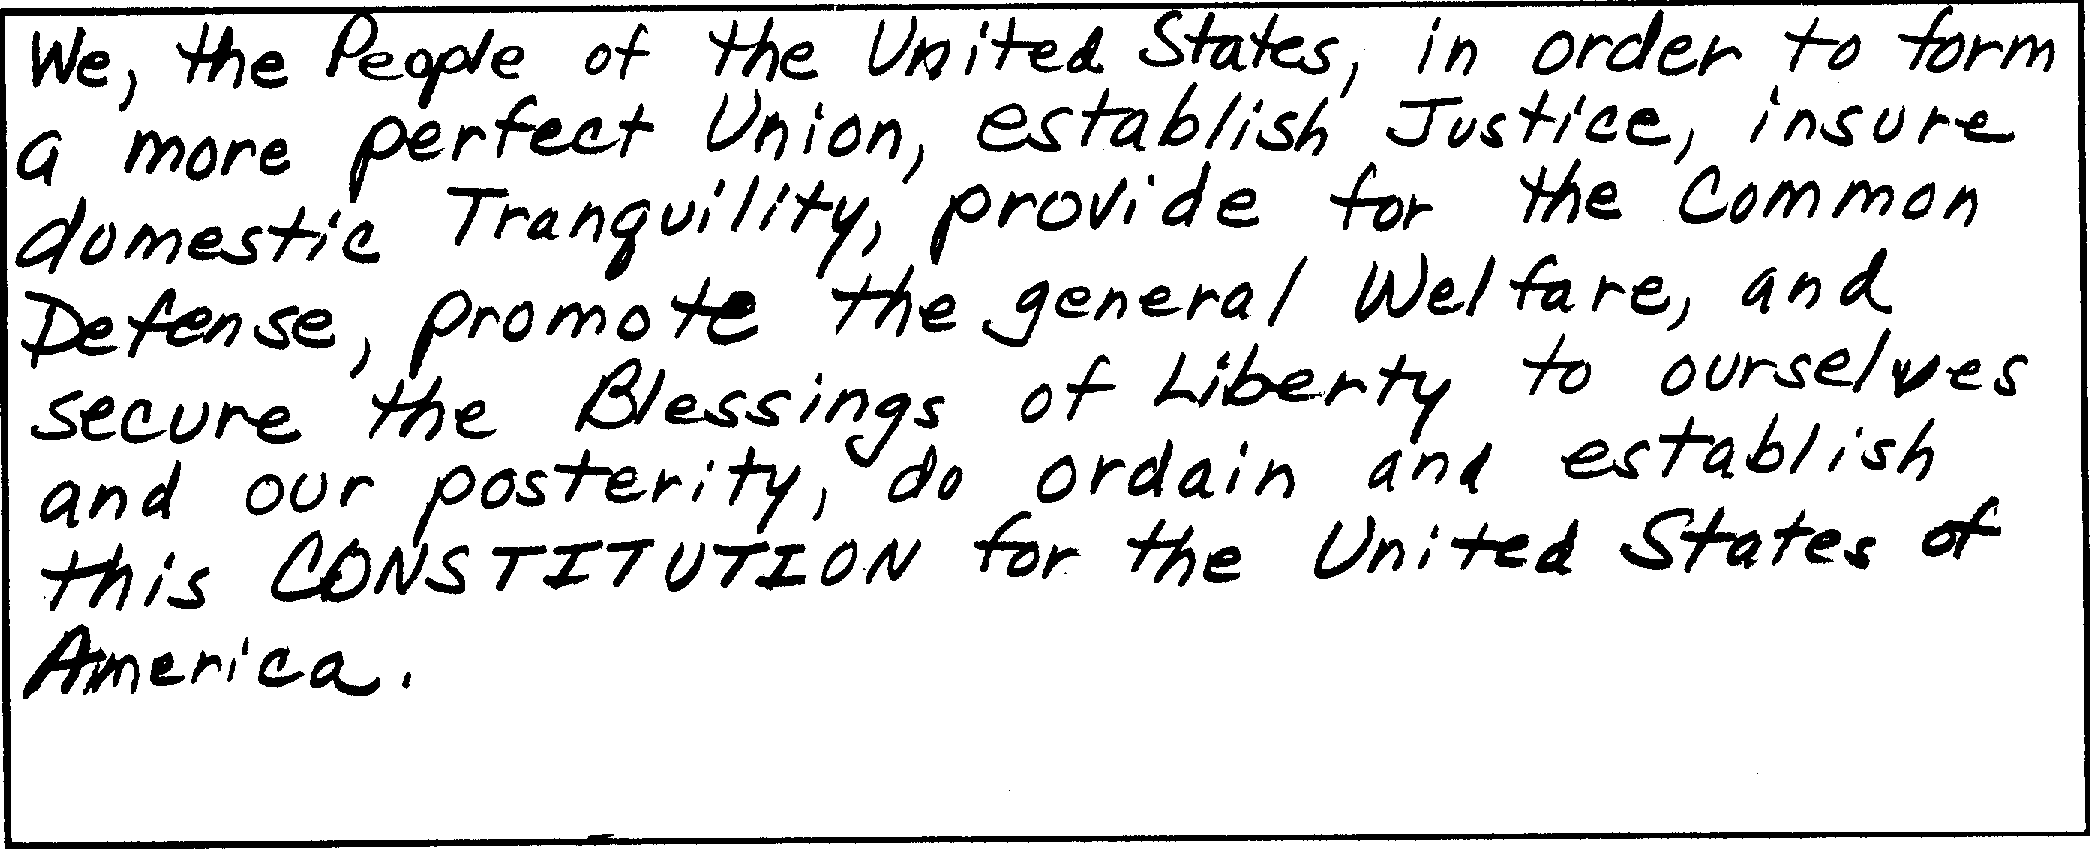 We, the People of the United States, in order to form
a more perfect Union, establish Justice, insure
domestic Tranquility, provide for the Common
Defense, promote the general Welfare, and
secure the Blessings of Liberty to ourselves
and our posterity, do ordain and establish
this CONSTITUTION for the United States of
America.